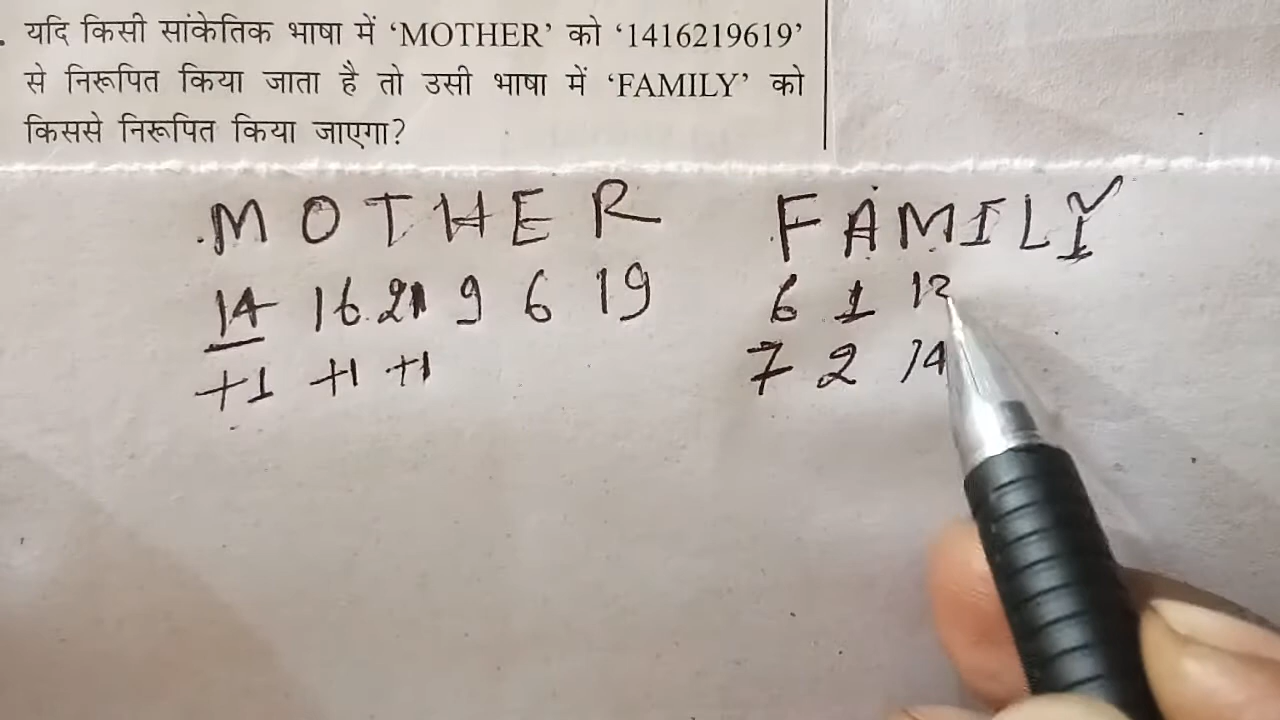 . यदि किसी सांकेतिक भाषा में ‘MOTHER’ को ‘1416219619’
से निरूपित किया जाता है तो उसी भाषा में ‘FAMILY’ को
किससे निरूपित किया जाएगा?
MOTHER FAMILY
14 16 21 9 6 19 6 1 13
+1 +1 +1 7 2 14